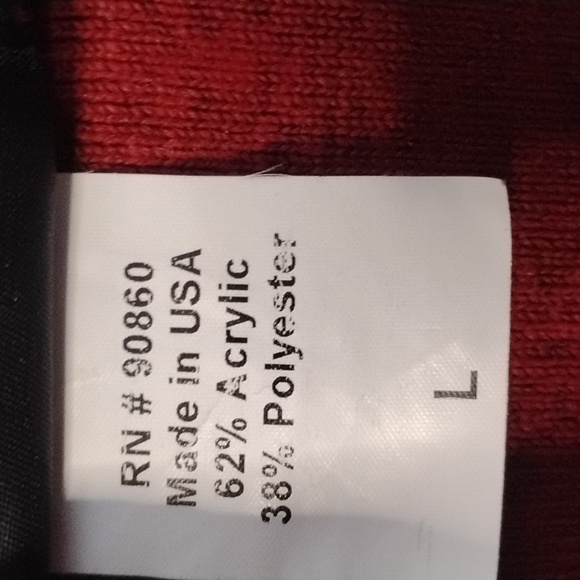 RN # 90860
Made in USA
62% Acrylic
38% Polyester
L